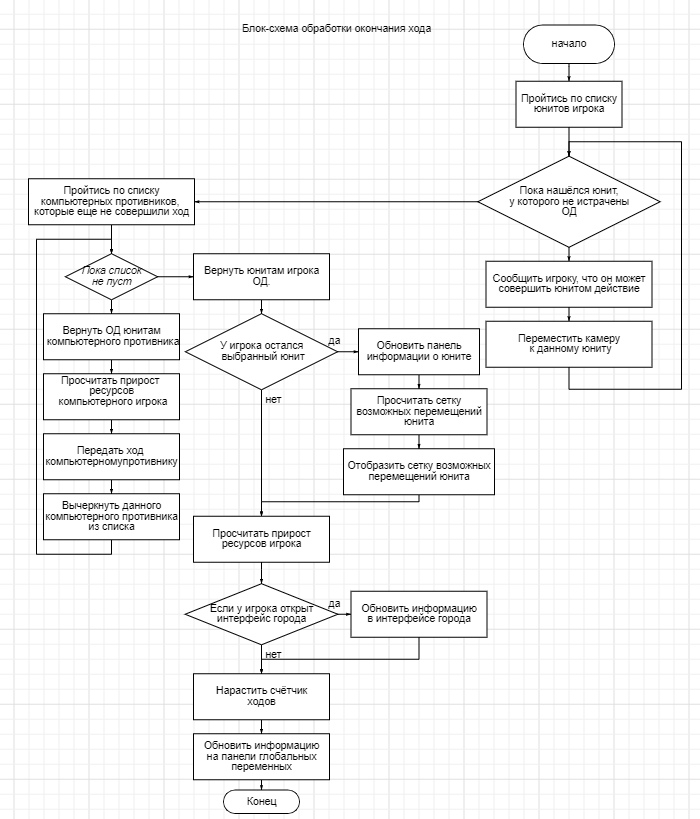 Блок-схема обработки окончания хода
начало
Пройтись по списку
юнитов игрока
Пока нашёлся юнит,
у которого не истрачены
ОД
Сообщить игроку, что он может
совершить юнитом действие
Переместить камеру
к данному юниту
Пройтись по списку
компьютерных противников,
которые еще не совершили ход
Пока список
не пуст
Вернуть ОД юнитам
компьютерного противника
Просчитать прирост
ресурсов
компьютерного игрока
Передать ход
компьютерномупротивнику
Вычеркнуть данного
компьютерного противника
из списка
Вернуть юнитам игрока
ОД.
У игрока остался
выбранный юнит
да
нет
Обновить панель
информации о юните
Просчитать сетку
возможных перемещений
юнита
Отобразить сетку возможных
перемещений юнита
Просчитать прирост
ресурсов игрока
Если у игрока открыт
интерфейс города
да
нет
Обновить информацию
в интерфейсе города
Нарастить счётчик
ходов
Обновить информацию
на панели глобальных
переменных
Конец